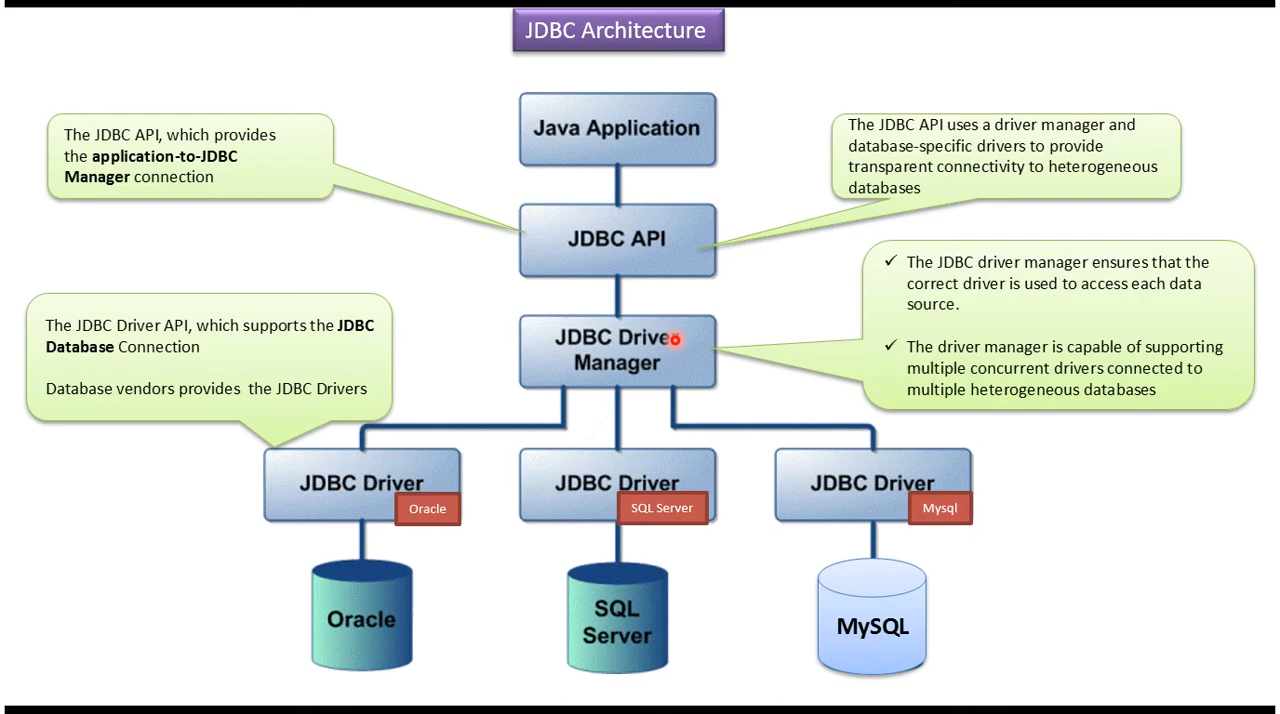 JDBC Architecture
Java Application
The JDBC API, which provides
the application-to-JDBC
Manager connection
The JDBC API uses a driver manager and
database-specific drivers to provide
transparent connectivity to heterogeneous
databases
JDBC API
✓ The JDBC driver manager ensures that the
correct driver is used to access each data
source.
✓ The driver manager is capable of supporting
multiple concurrent drivers connected to
multiple heterogeneous databases
The JDBC Driver API, which supports the JDBC
Database Connection
Database vendors provides the JDBC Drivers
JDBC Driver
Manager
JDBC Driver
Oracle
JDBC Driver
SQL Server
JDBC Driver
Mysql
Oracle
SQL
Server
MySQL